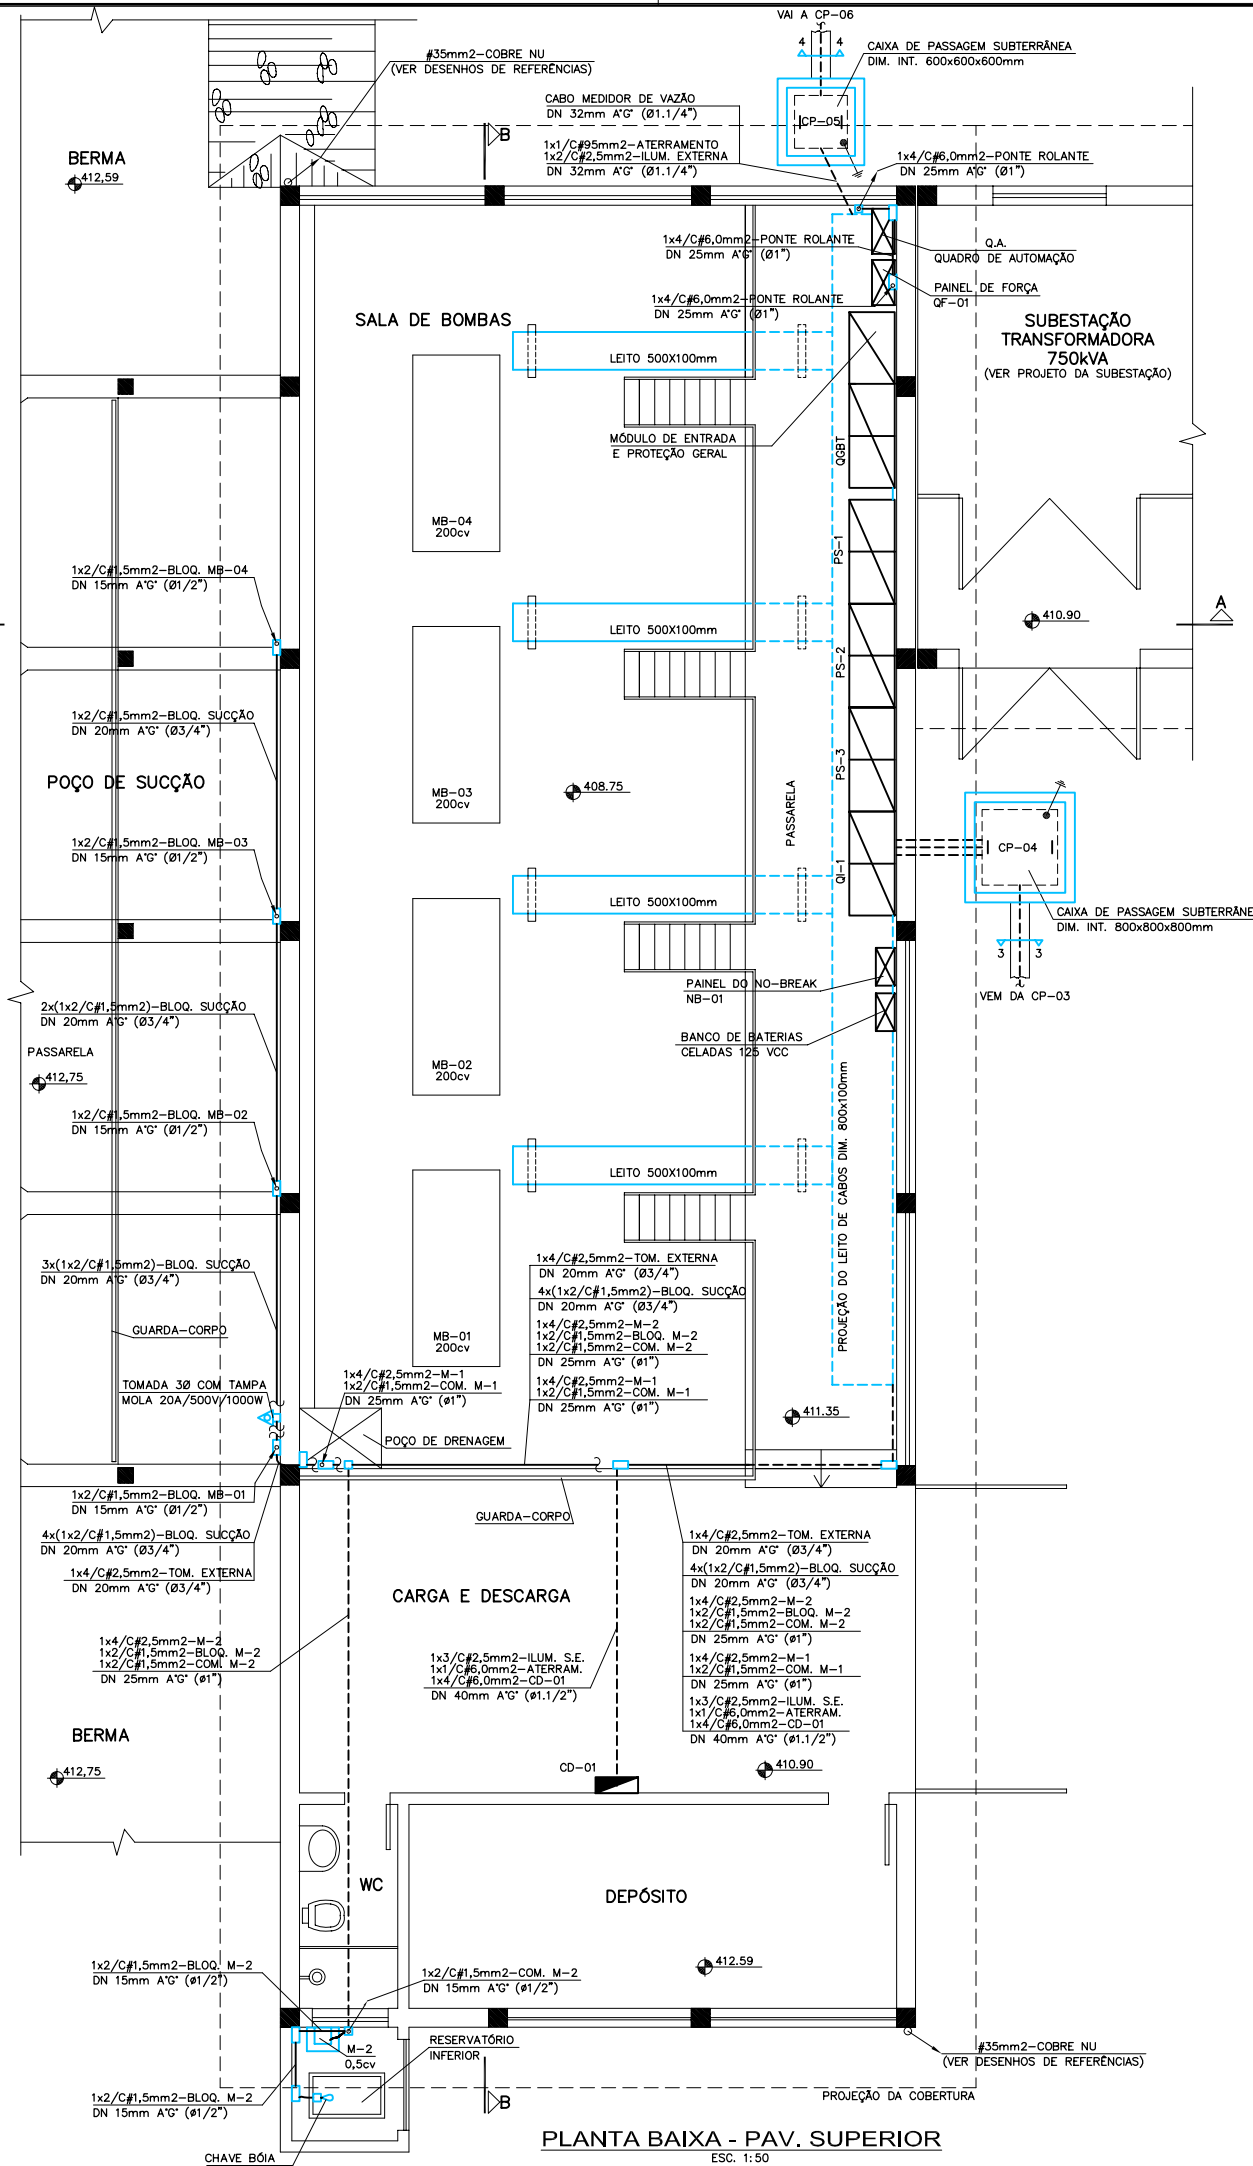 VAI A CP-06
4 4
CAIXA DE PASSAGEM SUBTERRÂNEA
DIM. INT. 600x600x600mm
#35mm2-COBRE NU
(VER DESENHOS DE REFERÊNCIAS)
CABO MEDIDOR DE VAZÃO
DN 32mm A"G" (Ø1.1/4")
CP-05
B
1x1/C#95mm2-ATERRAMENTO
1x2/C#2,5mm2-ILUM. EXTERNA
DN 32mm A"G" (Ø1.1/4")
1x4/C#6,0mm2-PONTE ROLANTE
DN 25mm A"G" (Ø1")
BERMA
412,59
1x4/C#6,0mm2-PONTE ROLANTE
DN 25mm A"G" (Ø1")
Q.A.
QUADRO DE AUTOMAÇÃO
PAINEL DE FORÇA
QF-01
1x4/C#6,0mm2-PONTE ROLANTE
DN 25mm A"G" (Ø1")
SALA DE BOMBAS
SUBESTAÇÃO
TRANSFORMADORA
750kVA
(VER PROJETO DA SUBESTAÇÃO)
LEITO 500X100mm
MÓDULO DE ENTRADA
E PROTEÇÃO GERAL
QGBT
MB-04
200cv
PS-1
1x2/C#1,5mm2-BLOQ. MB-04
DN 15mm A"G" (Ø1/2")
LEITO 500X100mm
410.90
A
PS-2
1x2/C#1,5mm2-BLOQ. SUCÇÃO
DN 20mm A"G" (Ø3/4")
POÇO DE SUCÇÃO
MB-03
200cv
408.75
PASSARELA
PS-3
1x2/C#1,5mm2-BLOQ. MB-03
DN 15mm A"G" (Ø1/2")
CP-04
QI-1
LEITO 500X100mm
CAIXA DE PASSAGEM SUBTERRÂNE
DIM. INT. 800x800x800mm
3 3
VEM DA CP-03
PAINEL DO NO-BREAK
NB-01
2x(1x2/C#1,5mm2)-BLOQ. SUCÇÃO
DN 20mm A"G" (Ø3/4")
BANCO DE BATERIAS
CELADAS 125 VCC
PASSARELA
412,75
MB-02
200cv
1x2/C#1,5mm2-BLOQ. MB-02
DN 15mm A"G" (Ø1/2")
LEITO 500X100mm
PROJEÇÃO DO LEITO DE CABOS DIM. 800x100mm
3x(1x2/C#1,5mm2)-BLOQ. SUCÇÃO
DN 20mm A"G" (Ø3/4")
1x4/C#2,5mm2-TOM. EXTERNA
DN 20mm A"G" (Ø3/4")
4x(1x2/C#1,5mm2)-BLOQ. SUCÇÃO
DN 20mm A"G" (Ø3/4")
1x4/C#2,5mm2-M-2
1x2/C#1,5mm2-BLOQ. M-2
1x2/C#1,5mm2-COM. M-2
DN 25mm A"G" (ø1")
1x4/C#2,5mm2-M-1
1x2/C#1,5mm2-COM. M-1
DN 25mm A"G" (ø1")
GUARDA-CORPO
MB-01
200cv
1x4/C#2,5mm2-M-1
1x2/C#1,5mm2-COM. M-1
DN 25mm A"G" (ø1")
TOMADA 3Ø COM TAMPA
MOLA 20A/500V/1000W
411.35
POÇO DE DRENAGEM
1x2/C#1,5mm2-BLOQ. MB-01
DN 15mm A"G" (Ø1/2")
GUARDA-CORPO
4x(1x2/C#1,5mm2)-BLOQ. SUCÇÃO
DN 20mm A"G" (Ø3/4")
1x4/C#2,5mm2-TOM. EXTERNA
DN 20mm A"G" (Ø3/4")
CARGA E DESCARGA
1x4/C#2,5mm2-TOM. EXTERNA
DN 20mm A"G" (Ø3/4")
4x(1x2/C#1,5mm2)-BLOQ. SUCÇÃO
DN 20mm A"G" (Ø3/4")
1x4/C#2,5mm2-M-2
1x2/C#1,5mm2-BLOQ. M-2
1x2/C#1,5mm2-COM. M-2
DN 25mm A"G" (ø1")
1x4/C#2,5mm2-M-1
1x2/C#1,5mm2-COM. M-1
DN 25mm A"G" (ø1")
1x3/C#2,5mm2-ILUM. S.E.
1x1/C#6,0mm2-ATERRAM.
1x4/C#6,0mm2-CD-01
DN 40mm A"G" (ø1.1/2")
1x4/C#2,5mm2-M-2
1x2/C#1,5mm2-BLOQ. M-2
1x2/C#1,5mm2-COM. M-2
DN 25mm A"G" (ø1")
1x3/C#2,5mm2-ILUM. S.E.
1x1/C#6,0mm2-ATERRAM.
1x4/C#6,0mm2-CD-01
DN 40mm A"G" (ø1.1/2")
BERMA
412,75
CD-01
410.90
WC
DEPÓSITO
412.59
1x2/C#1,5mm2-BLOQ. M-2
DN 15mm A"G" (ø1/2")
1x2/C#1,5mm2-COM. M-2
DN 15mm A"G" (ø1/2")
M-2
0,5cv
RESERVATÓRIO
INFERIOR
#35mm2-COBRE NU
(VER DESENHOS DE REFERÊNCIAS)
1x2/C#1,5mm2-BLOQ. M-2
DN 15mm A"G" (ø1/2")
B
PROJEÇÃO DA COBERTURA
CHAVE BÓIA
PLANTA BAIXA - PAV. SUPERIOR
ESC. 1:50